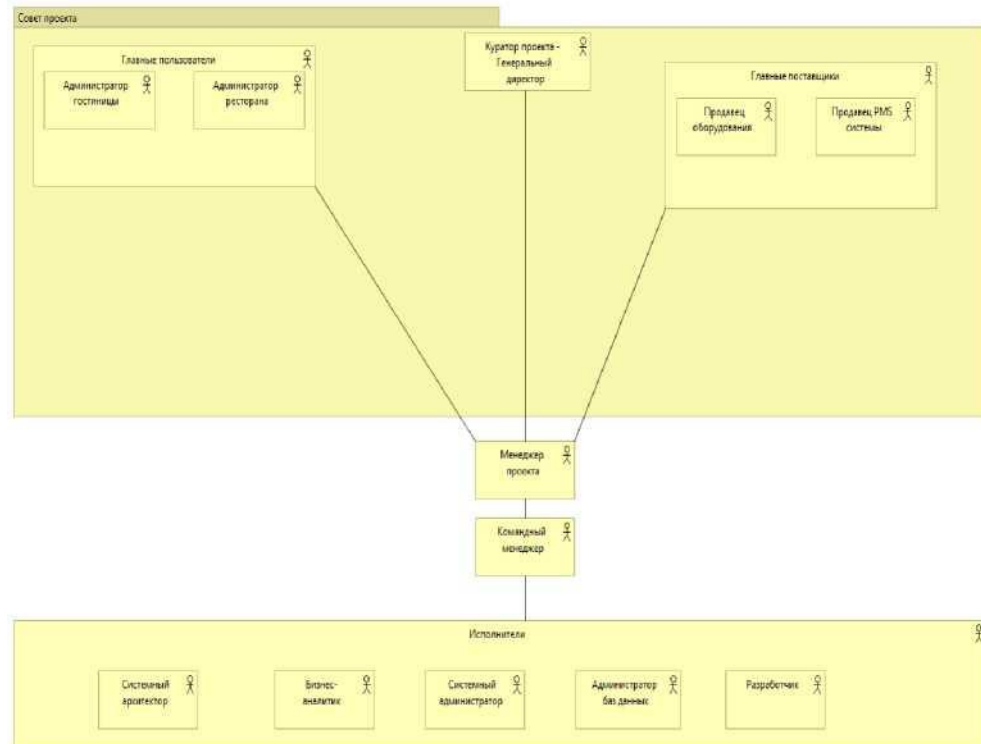 Совет проекта
Главные пользователи
Администратор
гостиницы
Администратор
ресторана
Куратор проекта -
Генеральный
директор
Главные поставщики
Продавец
оборудования
Продавец PMS
системы
Менеджер
проекта
Командный
менеджер
Исполнители
Системный
архитектор
Бизнес-
аналитик
Системный
администратор
Администратор
баз данных
Разработчик